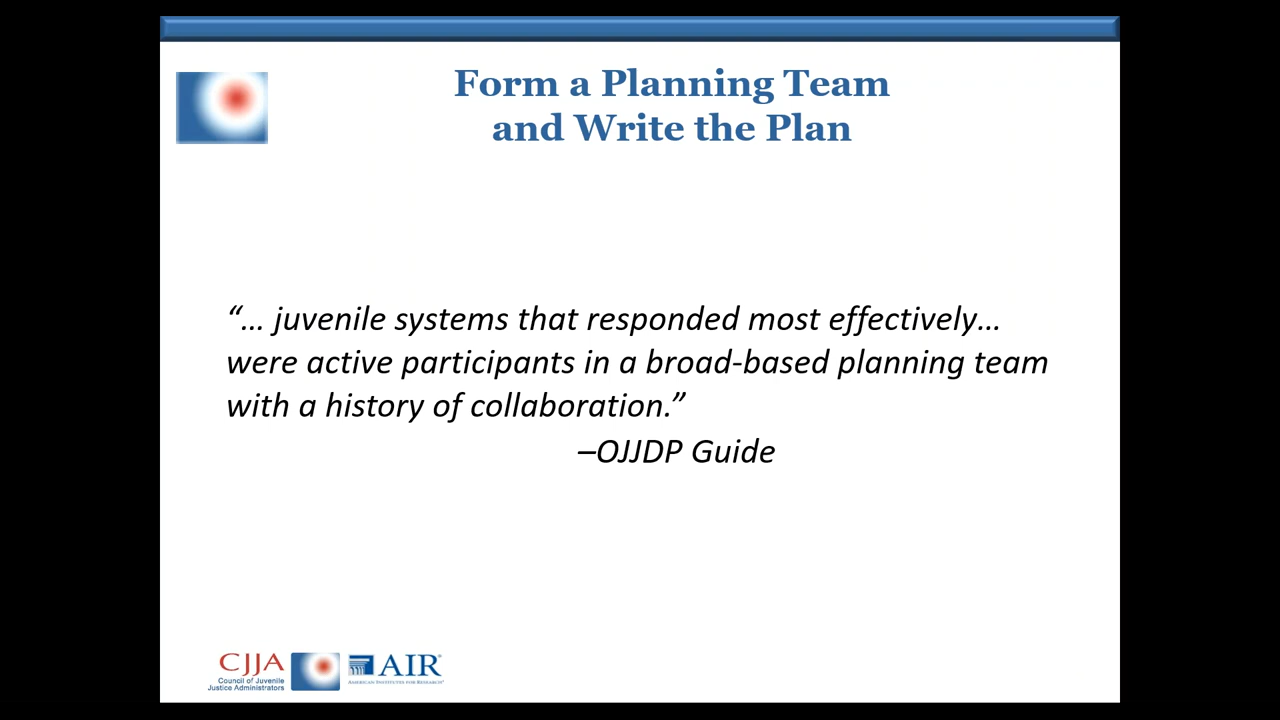 Form a Planning Team
and Write the Plan
“… juvenile systems that responded most effectively…
were active participants in a broad-based planning team
with a history of collaboration.”
–OJJDP Guide
CJJA
Council of Juvenile
Justice Administrators
AIR®
AMERICAN INSTITUTES FOR RESEARCH®